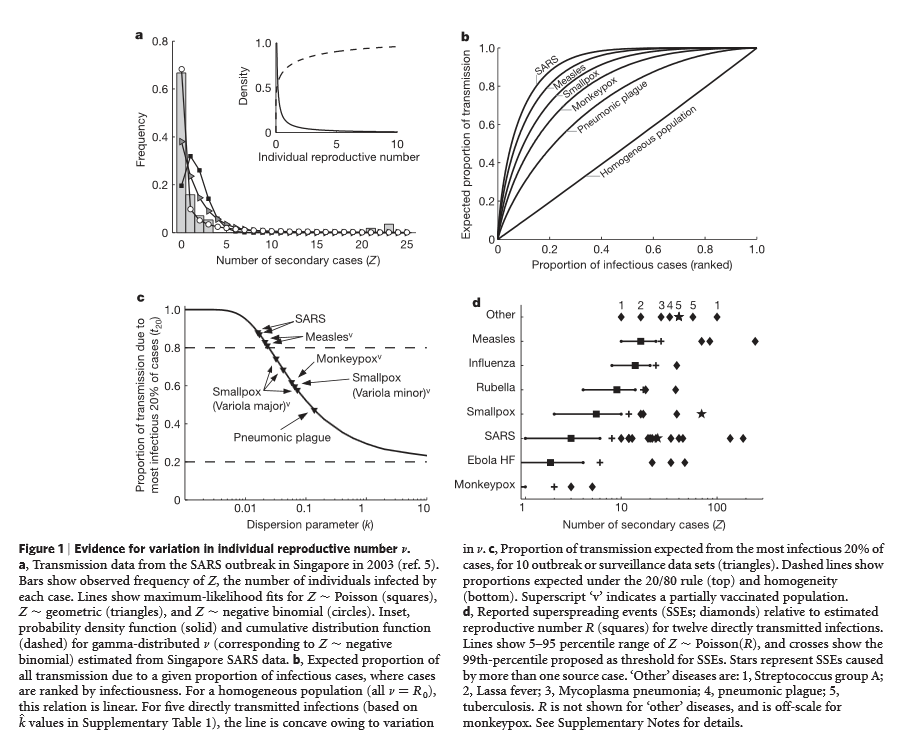 a
0.8
0.6
0.4
0.2
0
Frequency
0
5
10
15
20
25
Number of secondary cases (Z)
1.0
0.5
0
Density
0
5
10
Individual reproductive number
b
1.0
0.8
0.6
0.4
0.2
0
Expected proportion of transmission
SARS
Measles
Smallpox
Monkeypox
Pneumonic plague
Homogeneous population
0.2
0.4
0.6
0.8
1.0
Proportion of infectious cases (ranked)
c
1.0
0.8
0.6
0.4
0.2
0
Proportion of transmission due to
most infectious 20% of cases (t20)
SARS
Measlesv
Monkeypoxv
Smallpox
(Variola minor)v
Smallpox
(Variola major)v
Pneumonic plague
0.01
0.1
1
10
Dispersion parameter (k)
d
1 2 3 4 5 5 1
Other
Measles
Influenza
Rubella
Smallpox
SARS
Ebola HF
Monkeypox
1
10
100
Number of secondary cases (Z)
Figure 1 | Evidence for variation in individual reproductive number ν.
a, Transmission data from the SARS outbreak in Singapore in 2003 (ref. 5).
Bars show observed frequency of Z, the number of individuals infected by
each case. Lines show maximum-likelihood fits for Z ~ Poisson (squares),
Z ~ geometric (triangles), and Z ~ negative binomial (circles). Inset,
probability density function (solid) and cumulative distribution function
(dashed) for gamma-distributed ν (corresponding to Z ~ negative
binomial) estimated from Singapore SARS data. b, Expected proportion of
all transmission due to a given proportion of infectious cases, where cases
are ranked by infectiousness. For a homogeneous population (all ν = R0),
this relation is linear. For five directly transmitted infections (based on
k̂ values in Supplementary Table 1), the line is concave owing to variation
in ν. c, Proportion of transmission expected from the most infectious 20% of
cases, for 10 outbreak or surveillance data sets (triangles). Dashed lines show
proportions expected under the 20/80 rule (top) and homogeneity
(bottom). Superscript ‘v’ indicates a partially vaccinated population.
d, Reported superspreading events (SSEs; diamonds) relative to estimated
reproductive number R (squares) for twelve directly transmitted infections.
Lines show 5–95 percentile range of Z ~ Poisson(R), and crosses show the
99th-percentile proposed as threshold for SSEs. Stars represent SSEs caused
by more than one source case. ‘Other’ diseases are: 1, Streptococcus group A;
2, Lassa fever; 3, Mycoplasma pneumonia; 4, pneumonic plague; 5,
tuberculosis. R is not shown for ‘other’ diseases, and is off-scale for
monkeypox. See Supplementary Notes for details.